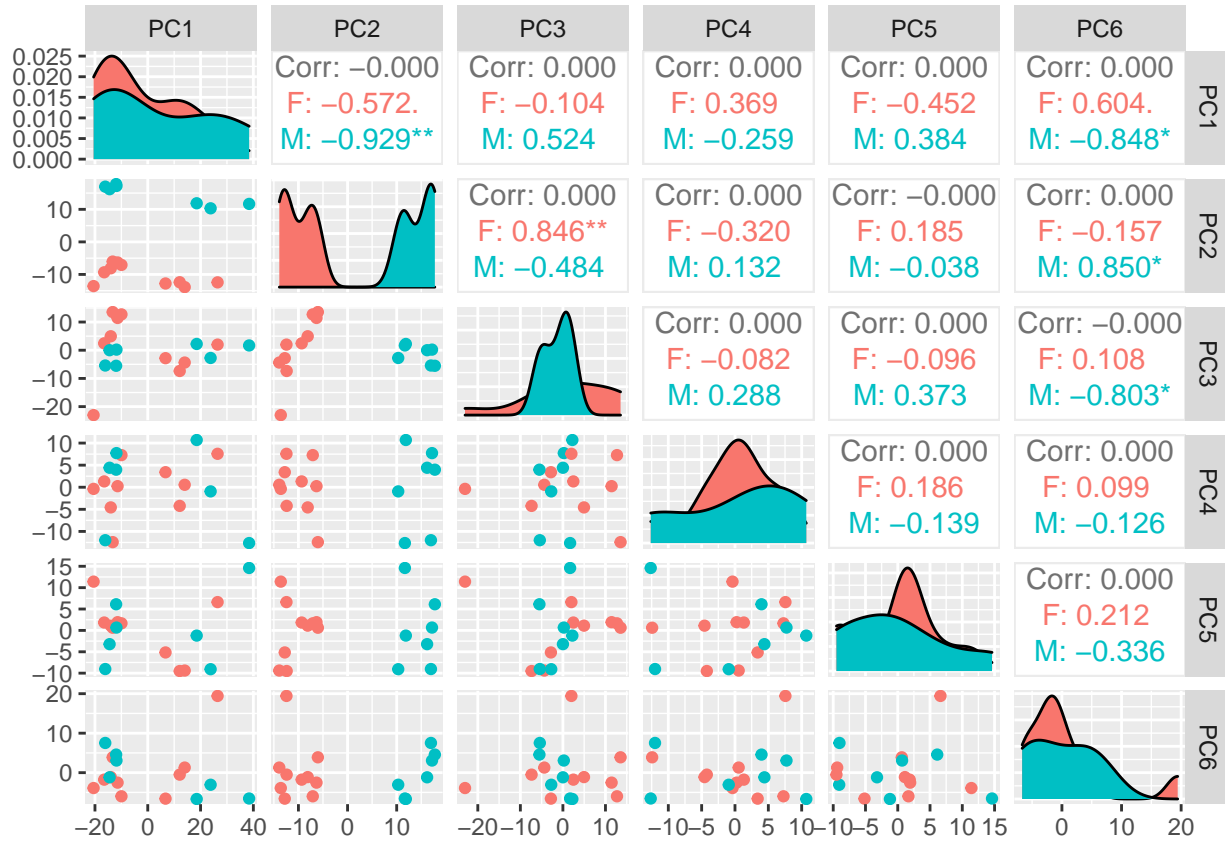 PC1 PC2 PC3 PC4 PC5 PC6
0.025
0.020
0.015
0.010
0.005
0.000
Corr: −0.000
F: −0.572.
M: −0.929**
Corr: 0.000
F: −0.104
M: 0.524
Corr: 0.000
F: 0.369
M: −0.259
Corr: 0.000
F: −0.452
M: 0.384
Corr: 0.000
F: 0.604.
M: −0.848*
PC1
10
0
−10
Corr: 0.000
F: 0.846**
M: −0.484
Corr: 0.000
F: −0.320
M: 0.132
Corr: −0.000
F: 0.185
M: −0.038
Corr: 0.000
F: −0.157
M: 0.850*
PC2
10
0
−10
−20
Corr: 0.000
F: −0.082
M: 0.288
Corr: 0.000
F: −0.096
M: 0.373
Corr: −0.000
F: 0.108
M: −0.803*
PC3
10
5
0
−5
−10
Corr: 0.000
F: 0.186
M: −0.139
Corr: 0.000
F: 0.099
M: −0.126
PC4
15
10
5
0
−5
−10
Corr: 0.000
F: 0.212
M: −0.336
PC5
20
10
0
PC6
−20 0 20 40 −10 0 10 −20 −10 0 10 −10 −5 0 5 10 −10 −5 0 5 10 15 0 10 20